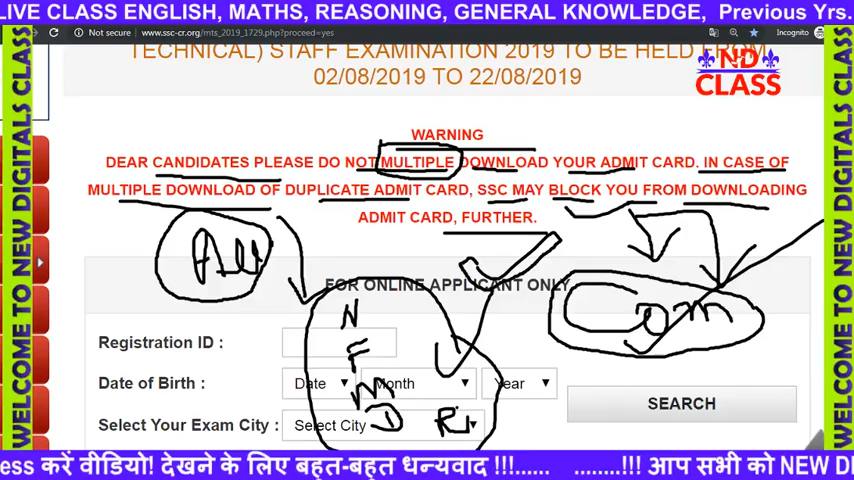 LIVE CLASS ENGLISH, MATHS, REASONING, GENERAL KNOWLEDGE, Previous Yrs.
Not secure www.ssc-cr.org/mts_2019_1729.php?proceed=yes Incognito
TECHNICAL) STAFF EXAMINATION 2019 TO BE HELD FROM
02/08/2019 TO 22/08/2019
ND
CLASS
WARNING
DEAR CANDIDATES PLEASE DO NOT MULTIPLE DOWNLOAD YOUR ADMIT CARD. IN CASE OF
MULTIPLE DOWNLOAD OF DUPLICATE ADMIT CARD, SSC MAY BLOCK YOU FROM DOWNLOADING
ADMIT CARD, FURTHER.
FOR ONLINE APPLICANT ONLY
Com
N
F
M
D
Registration ID :
Date of Birth : Date Month Year
Select Your Exam City : Select City
SEARCH
WELCOME TO NEW DIGITALS CLASS
WELCOME TO NEW DIGITALS CLASS
ess करें वीडियो! देखने के लिए बहत-बहत धन्यवाद !!!...... ........!!! आप सभी को NEW DI